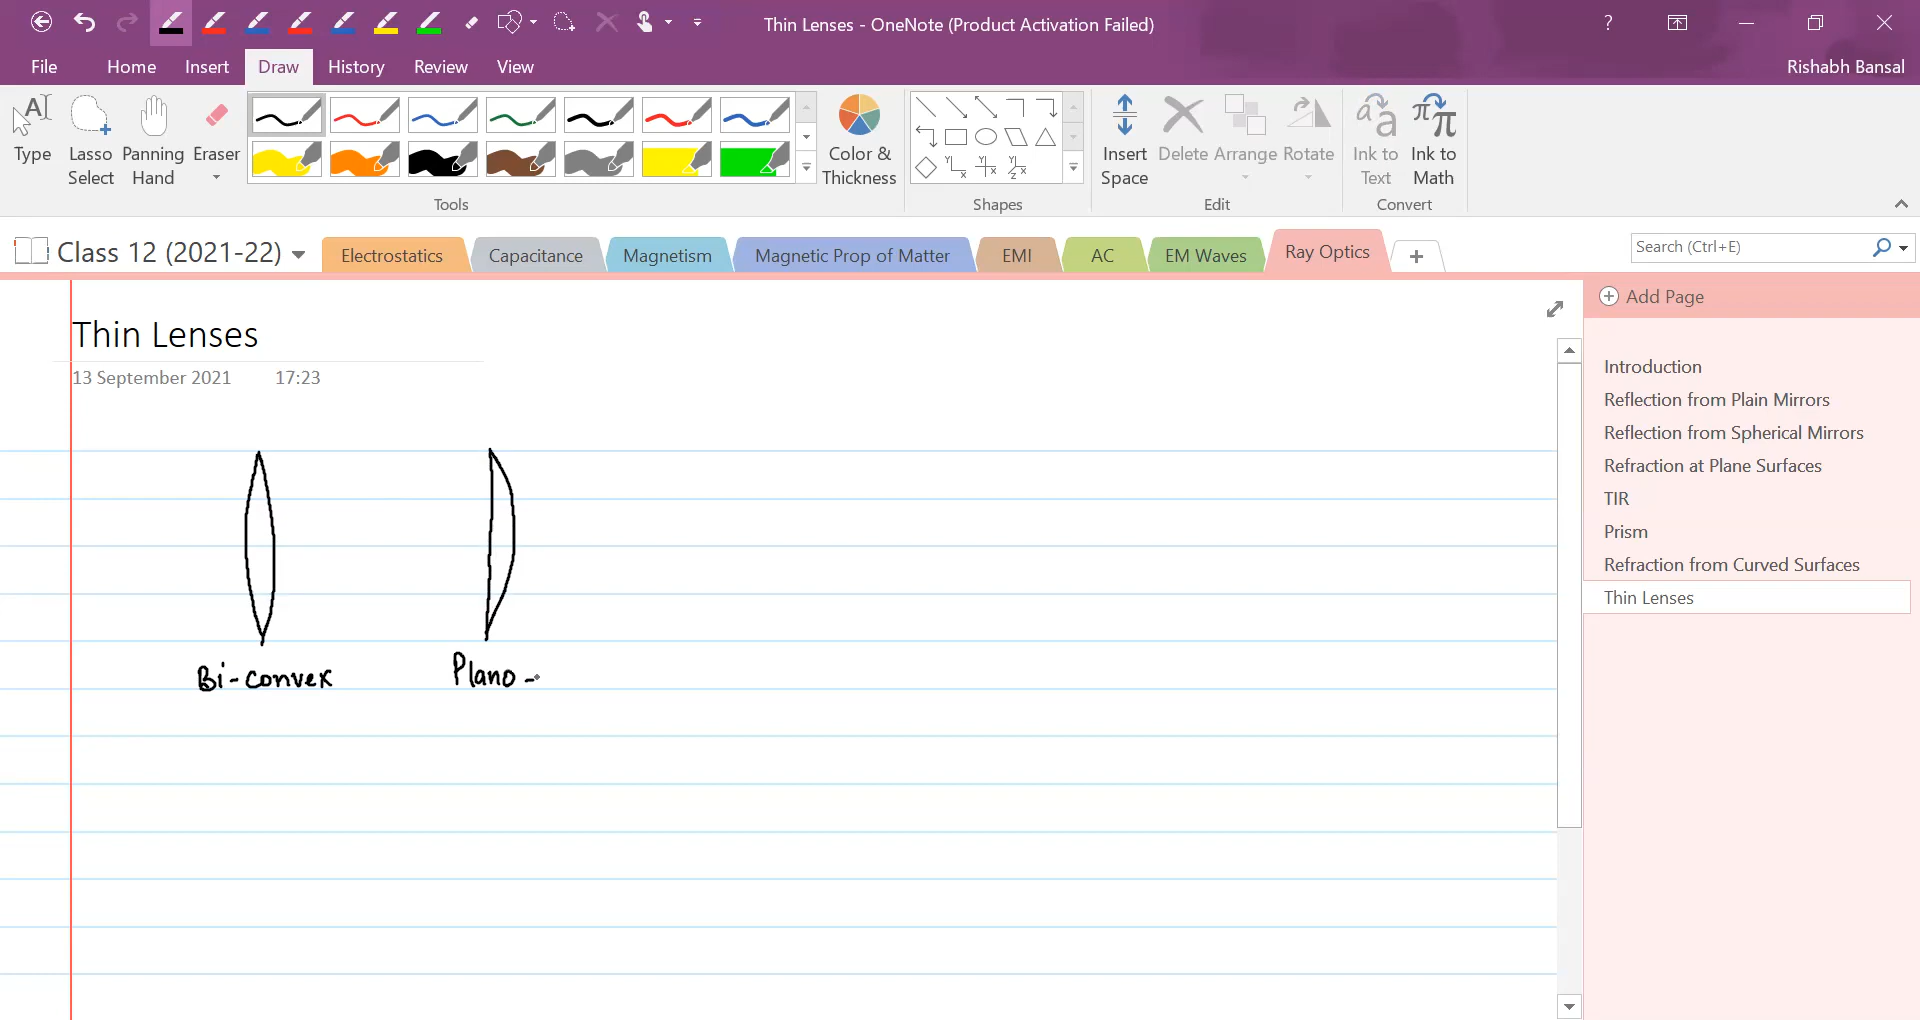 Thin Lenses - OneNote (Product Activation Failed)
?
File Home Insert Draw History Review View
Rishabh Bansal
Type
Lasso Select
Panning Hand
Eraser
Color & Thickness
Insert Space
Delete
Arrange
Rotate
Ink to Text
Ink to Math
Tools
Shapes
Edit
Convert
Class 12 (2021-22)
Electrostatics
Capacitance
Magnetism
Magnetic Prop of Matter
EMI
AC
EM Waves
Ray Optics
Search (Ctrl+E)
Add Page
Thin Lenses
13 September 2021 17:23
Bi-convex
Plano -
Introduction
Reflection from Plain Mirrors
Reflection from Spherical Mirrors
Refraction at Plane Surfaces
TIR
Prism
Refraction from Curved Surfaces
Thin Lenses